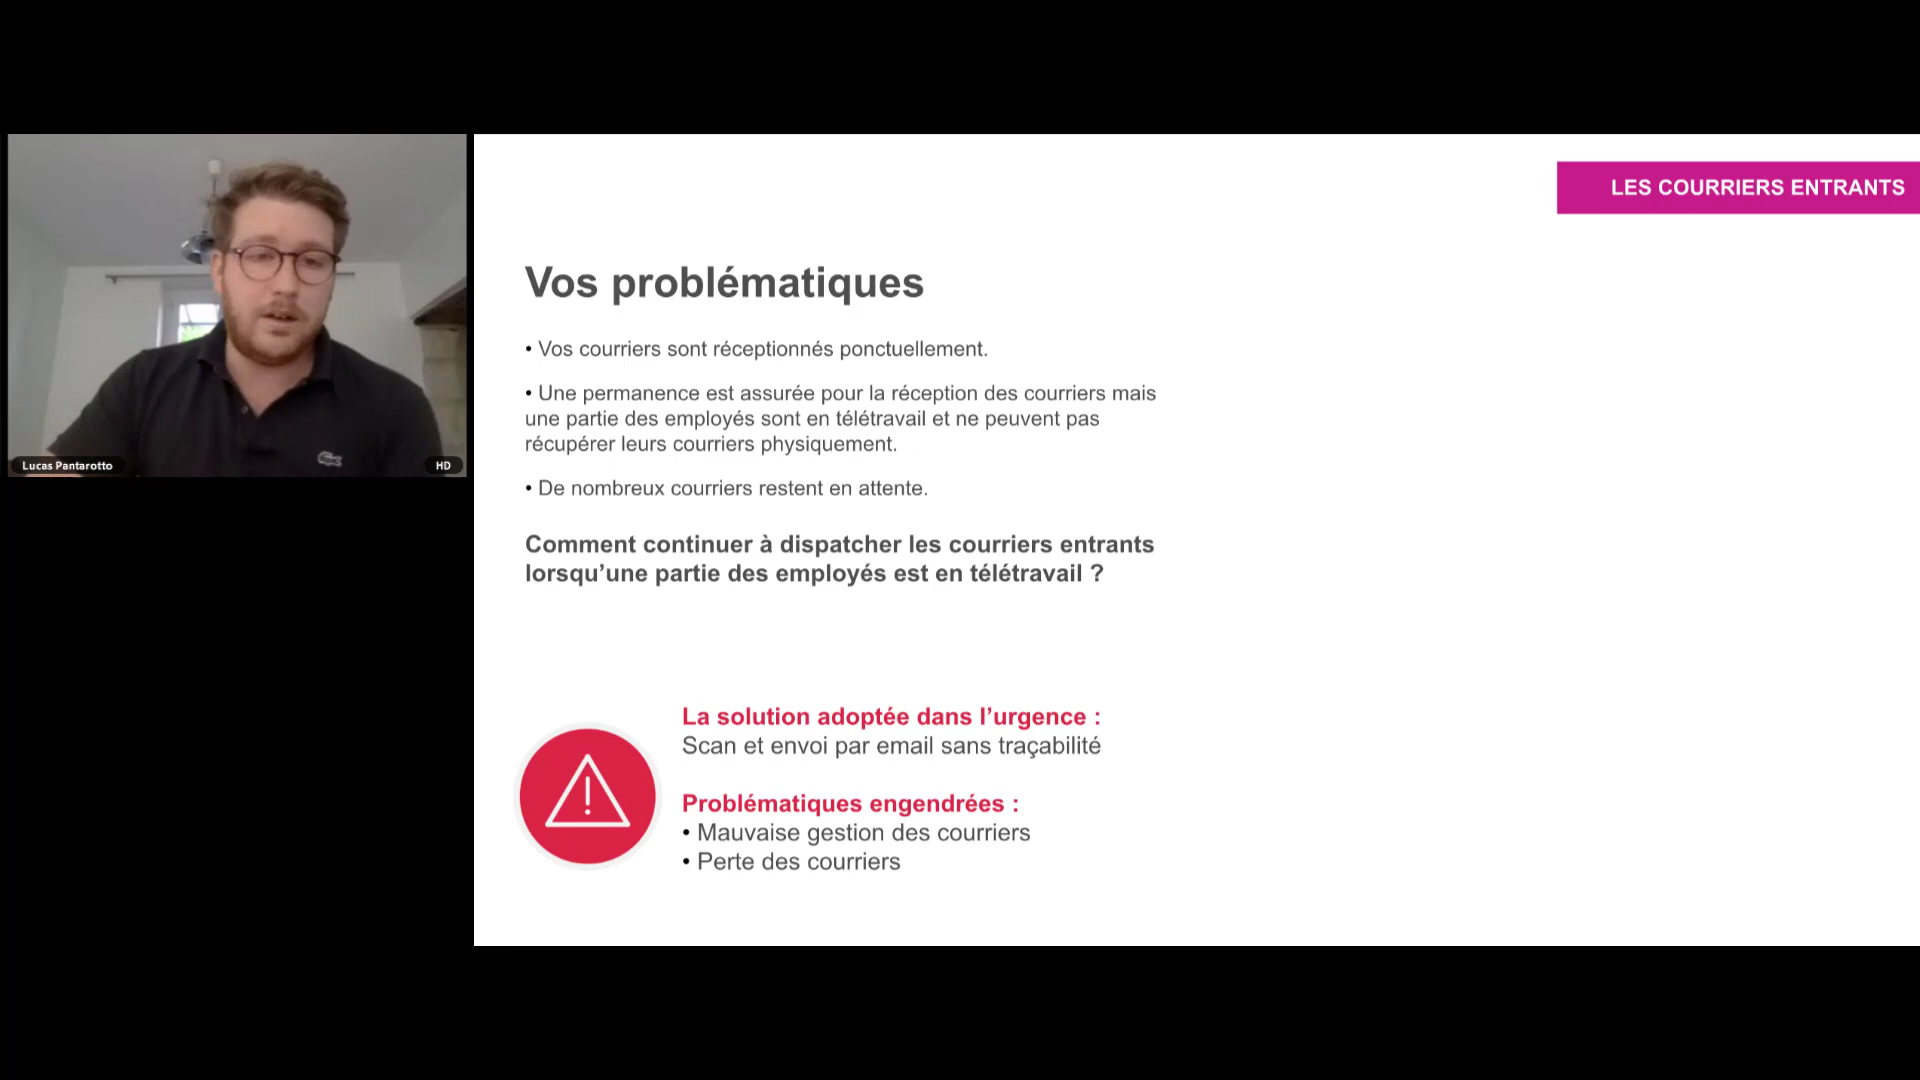 LES COURRIERS ENTRANTS
Vos problématiques
• Vos courriers sont réceptionnés ponctuellement.
• Une permanence est assurée pour la réception des courriers mais
une partie des employés sont en télétravail et ne peuvent pas
récupérer leurs courriers physiquement.
• De nombreux courriers restent en attente.
Comment continuer à dispatcher les courriers entrants
lorsqu’une partie des employés est en télétravail ?
Lucas Pantarotto
HD
La solution adoptée dans l’urgence :
Scan et envoi par email sans traçabilité
Problématiques engendrées :
• Mauvaise gestion des courriers
• Perte des courriers